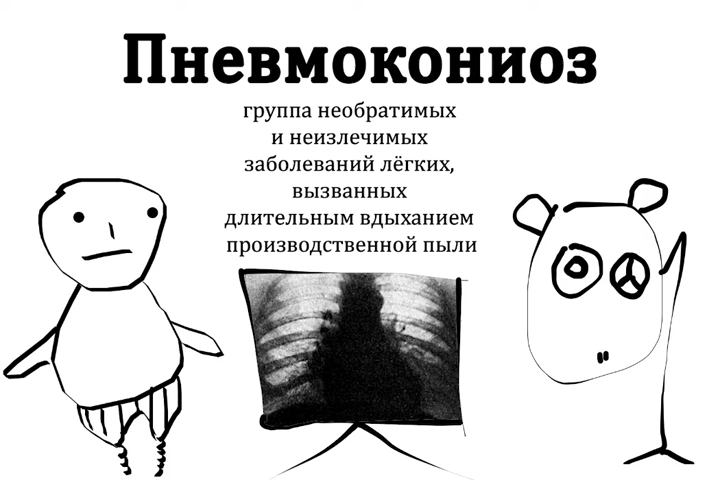 Пневмокониоз
группа необратимых
и неизлечимых
заболеваний лёгких,
вызванных
длительным вдыханием
производственной пыли